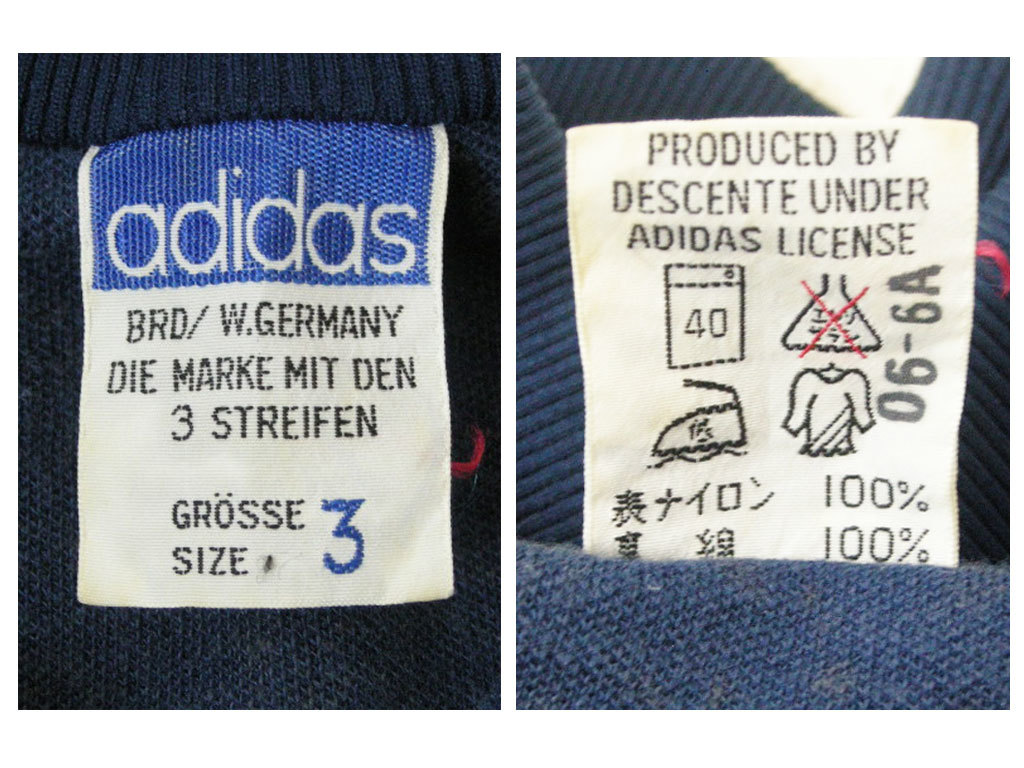 adidas
BRD/ W.GERMANY
DIE MARKE MIT DEN
3 STREIFEN
GRÖSSE
SIZE
3
PRODUCED BY
DESCENTE UNDER
ADIDAS LICENSE
40
06-6A
低
表ナイロン 100%
綿 100%